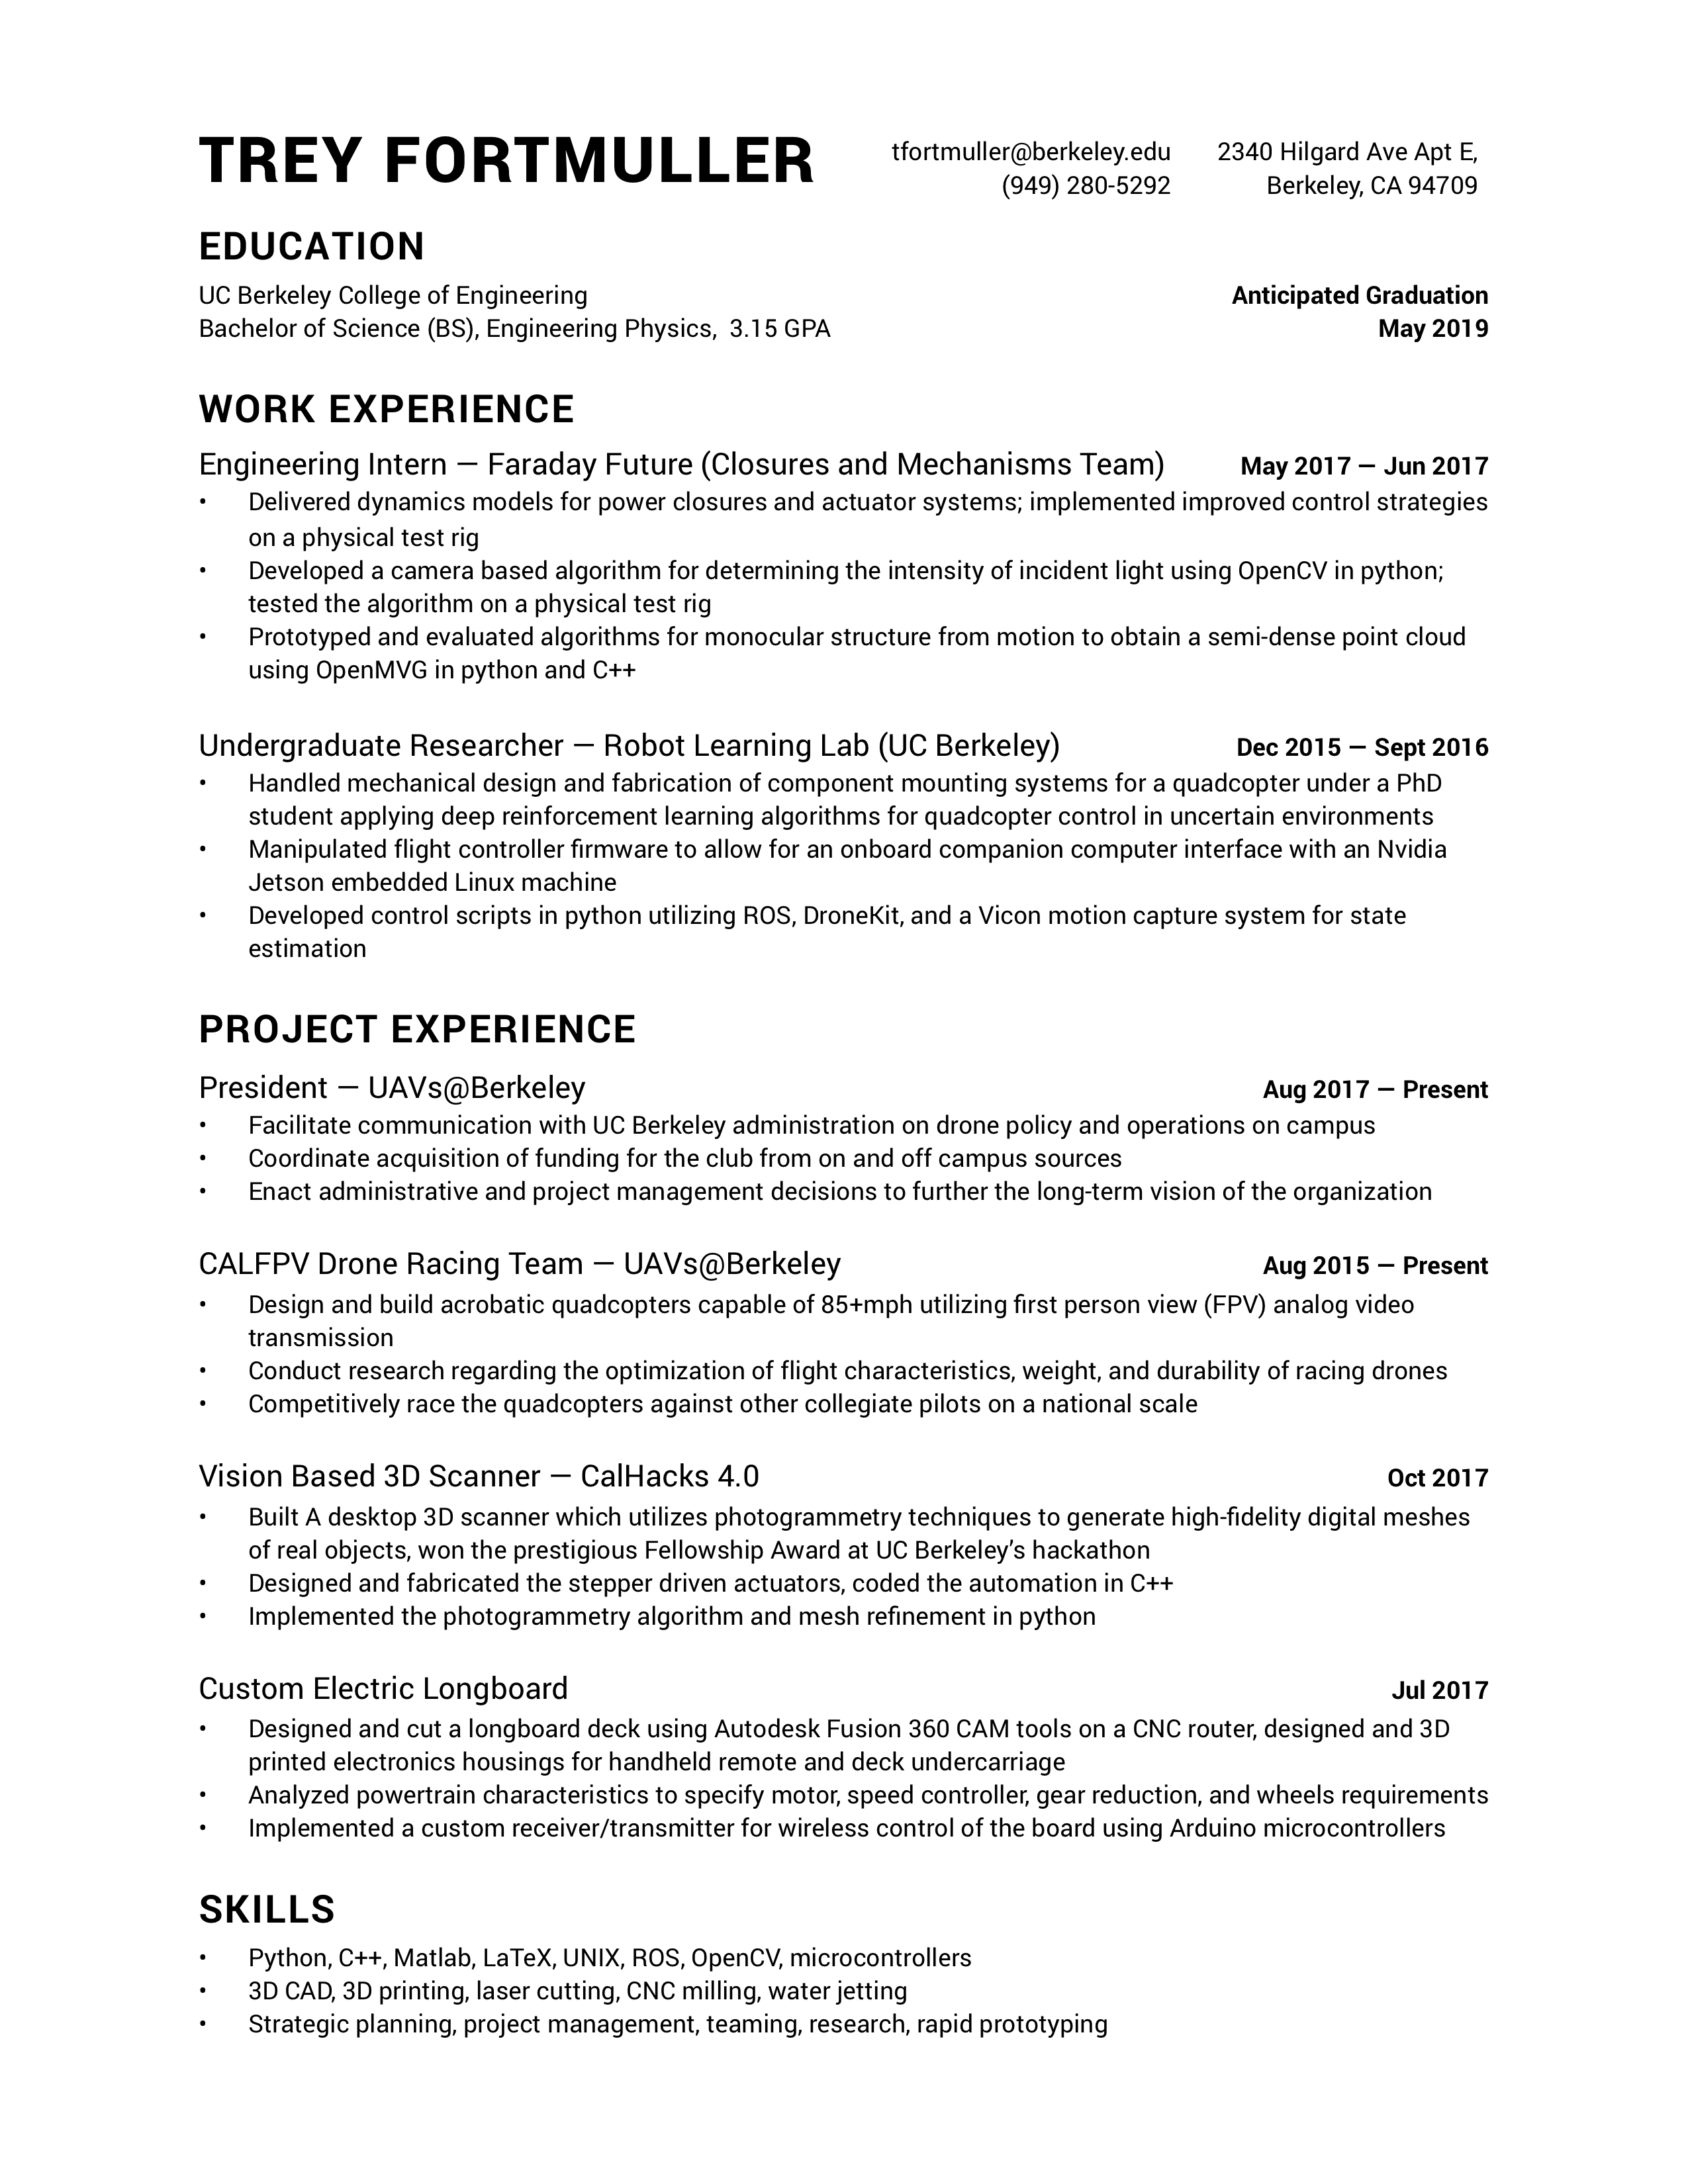 TREY FORTMULLER
tfortmuller@berkeley.edu
(949) 280-5292
2340 Hilgard Ave Apt E,
Berkeley, CA 94709
EDUCATION
UC Berkeley College of Engineering
Anticipated Graduation
Bachelor of Science (BS), Engineering Physics, 3.15 GPA
May 2019
WORK EXPERIENCE
Engineering Intern — Faraday Future (Closures and Mechanisms Team)
May 2017 — Jun 2017
• Delivered dynamics models for power closures and actuator systems; implemented improved control strategies
on a physical test rig
• Developed a camera based algorithm for determining the intensity of incident light using OpenCV in python;
tested the algorithm on a physical test rig
• Prototyped and evaluated algorithms for monocular structure from motion to obtain a semi-dense point cloud
using OpenMVG in python and C++
Undergraduate Researcher — Robot Learning Lab (UC Berkeley)
Dec 2015 — Sept 2016
• Handled mechanical design and fabrication of component mounting systems for a quadcopter under a PhD
student applying deep reinforcement learning algorithms for quadcopter control in uncertain environments
• Manipulated flight controller firmware to allow for an onboard companion computer interface with an Nvidia
Jetson embedded Linux machine
• Developed control scripts in python utilizing ROS, DroneKit, and a Vicon motion capture system for state
estimation
PROJECT EXPERIENCE
President — UAVs@Berkeley
Aug 2017 — Present
• Facilitate communication with UC Berkeley administration on drone policy and operations on campus
• Coordinate acquisition of funding for the club from on and off campus sources
• Enact administrative and project management decisions to further the long-term vision of the organization
CALFPV Drone Racing Team — UAVs@Berkeley
Aug 2015 — Present
• Design and build acrobatic quadcopters capable of 85+mph utilizing first person view (FPV) analog video
transmission
• Conduct research regarding the optimization of flight characteristics, weight, and durability of racing drones
• Competitively race the quadcopters against other collegiate pilots on a national scale
Vision Based 3D Scanner — CalHacks 4.0
Oct 2017
• Built A desktop 3D scanner which utilizes photogrammetry techniques to generate high-fidelity digital meshes
of real objects, won the prestigious Fellowship Award at UC Berkeley’s hackathon
• Designed and fabricated the stepper driven actuators, coded the automation in C++
• Implemented the photogrammetry algorithm and mesh refinement in python
Custom Electric Longboard
Jul 2017
• Designed and cut a longboard deck using Autodesk Fusion 360 CAM tools on a CNC router, designed and 3D
printed electronics housings for handheld remote and deck undercarriage
• Analyzed powertrain characteristics to specify motor, speed controller, gear reduction, and wheels requirements
• Implemented a custom receiver/transmitter for wireless control of the board using Arduino microcontrollers
SKILLS
• Python, C++, Matlab, LaTeX, UNIX, ROS, OpenCV, microcontrollers
• 3D CAD, 3D printing, laser cutting, CNC milling, water jetting
• Strategic planning, project management, teaming, research, rapid prototyping